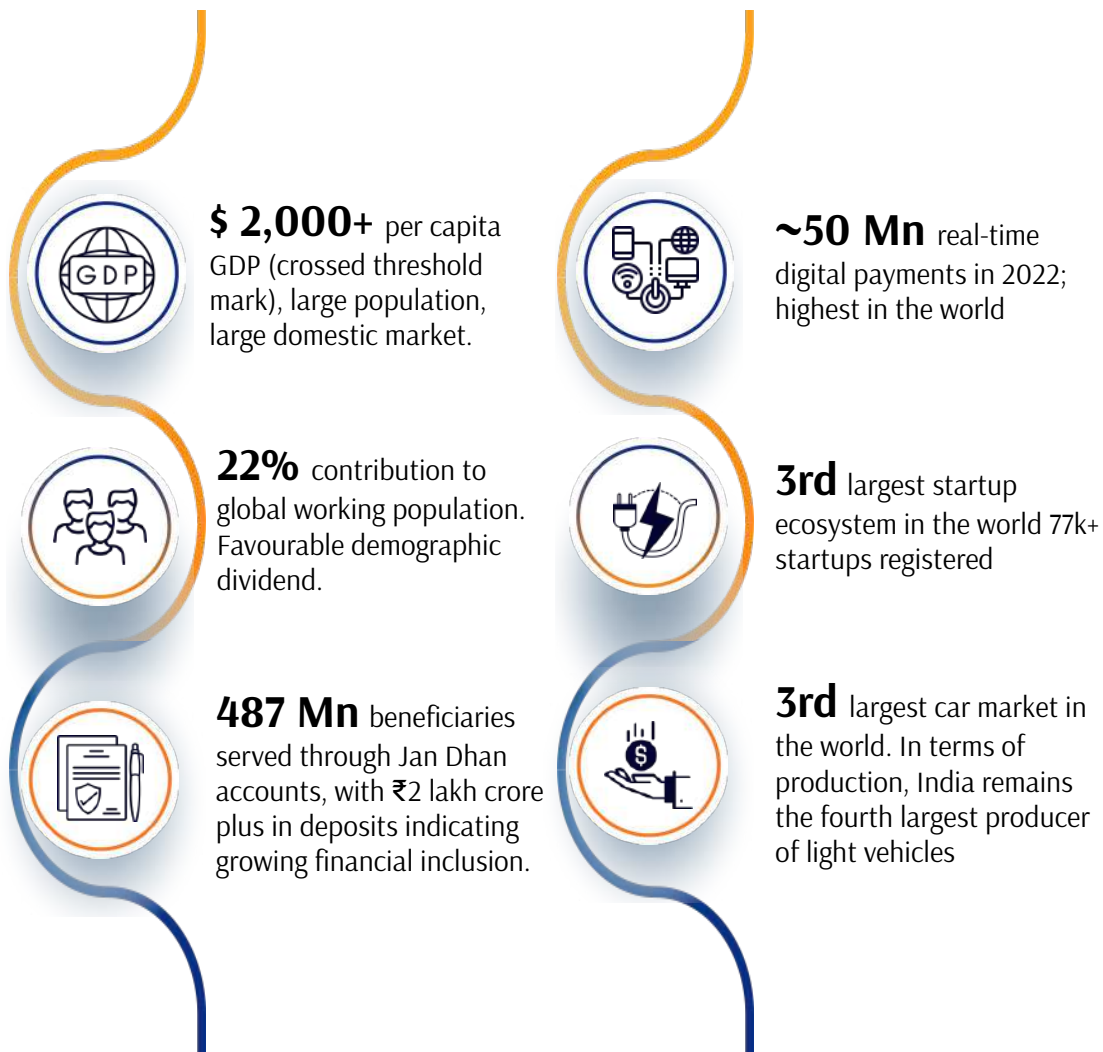 GDP
$ 2,000+ per capita
GDP (crossed threshold
mark), large population,
large domestic market.
22% contribution to
global working population.
Favourable demographic
dividend.
487 Mn beneficiaries
served through Jan Dhan
accounts, with ₹2 lakh crore
plus in deposits indicating
growing financial inclusion.
~50 Mn real-time
digital payments in 2022;
highest in the world
3rd largest startup
ecosystem in the world 77k+
startups registered
$
3rd largest car market in
the world. In terms of
production, India remains
the fourth largest producer
of light vehicles